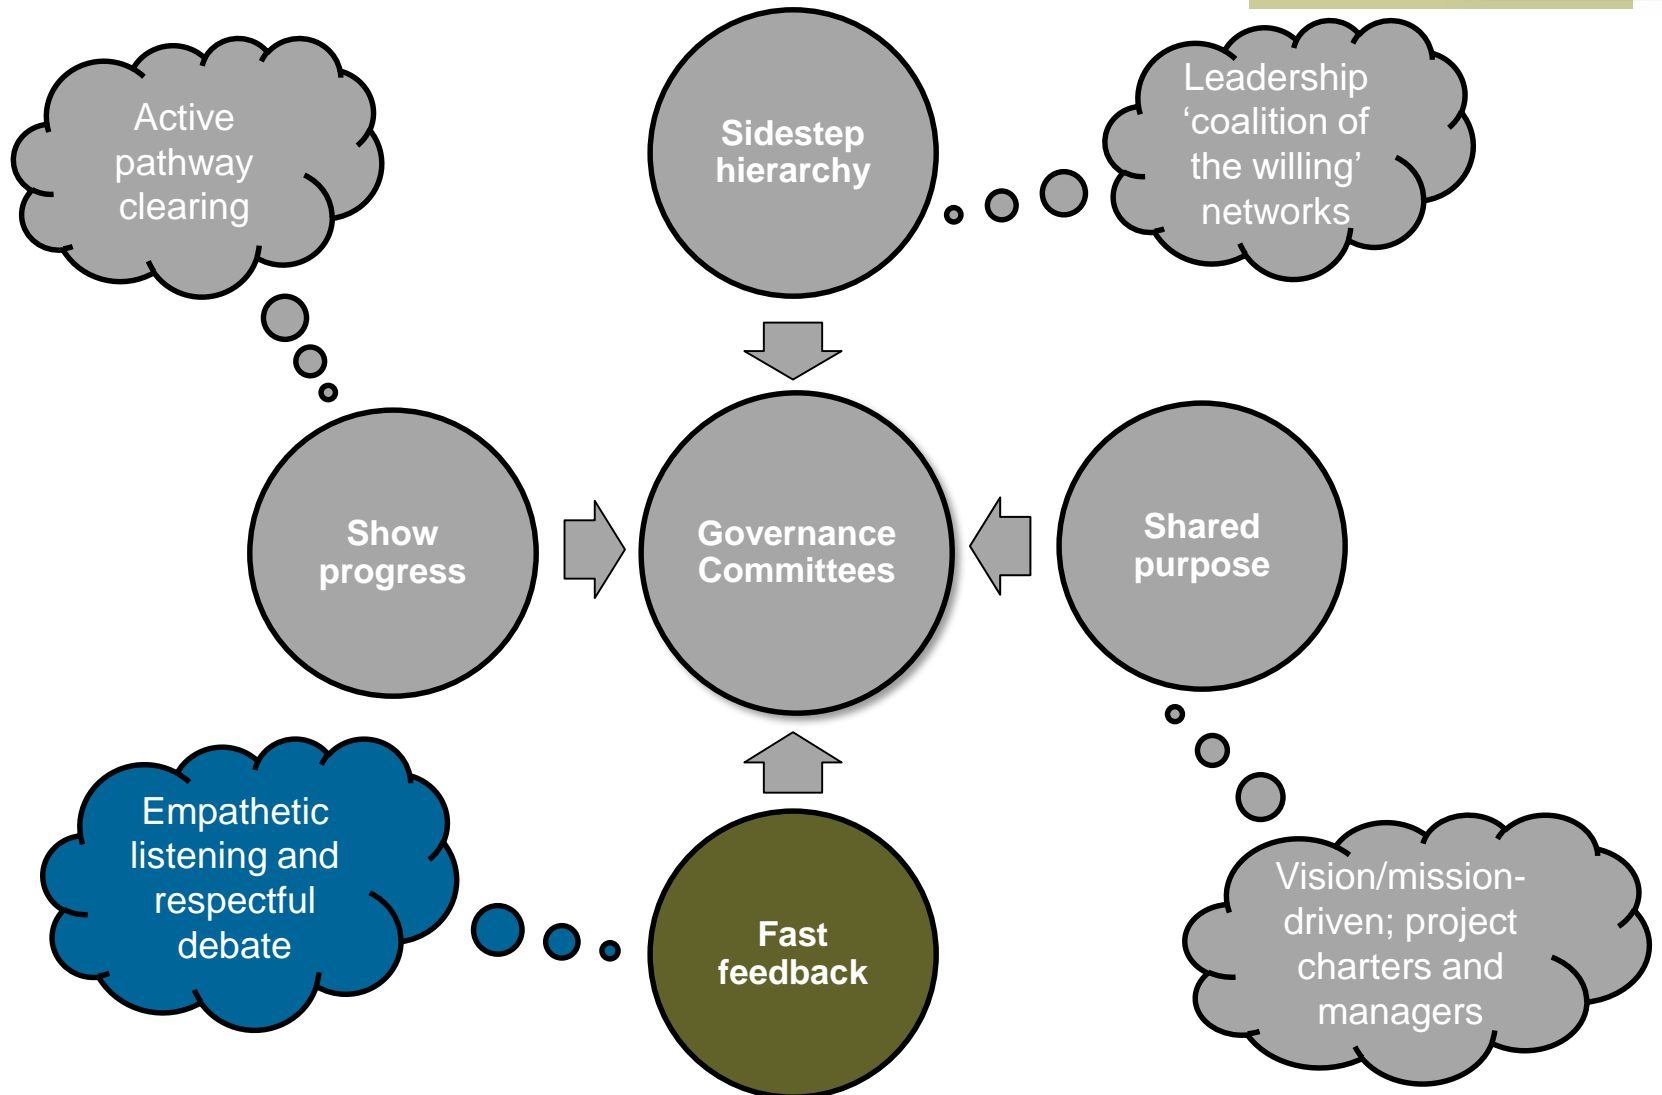 Active
pathway
clearing
Sidestep
hierarchy
Leadership
‘coalition of
the willing’
networks
Show
progress
Governance
Committees
Shared
purpose
Empathetic
listening and
respectful
debate
Fast
feedback
Vision/mission-
driven; project
charters and
managers